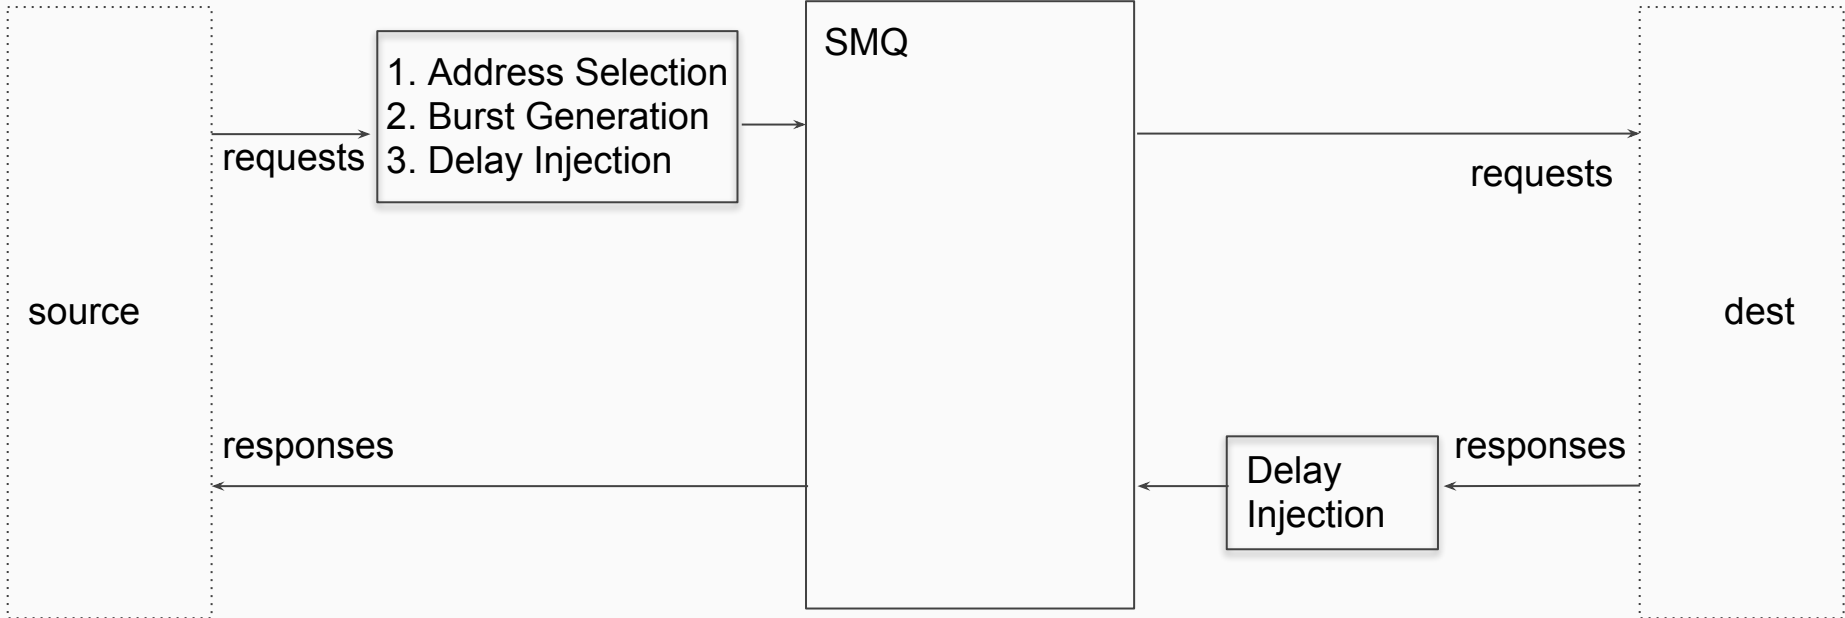 SMQ
1. Address Selection
2. Burst Generation
3. Delay Injection
requests
requests
source
dest
responses
responses
Delay
Injection